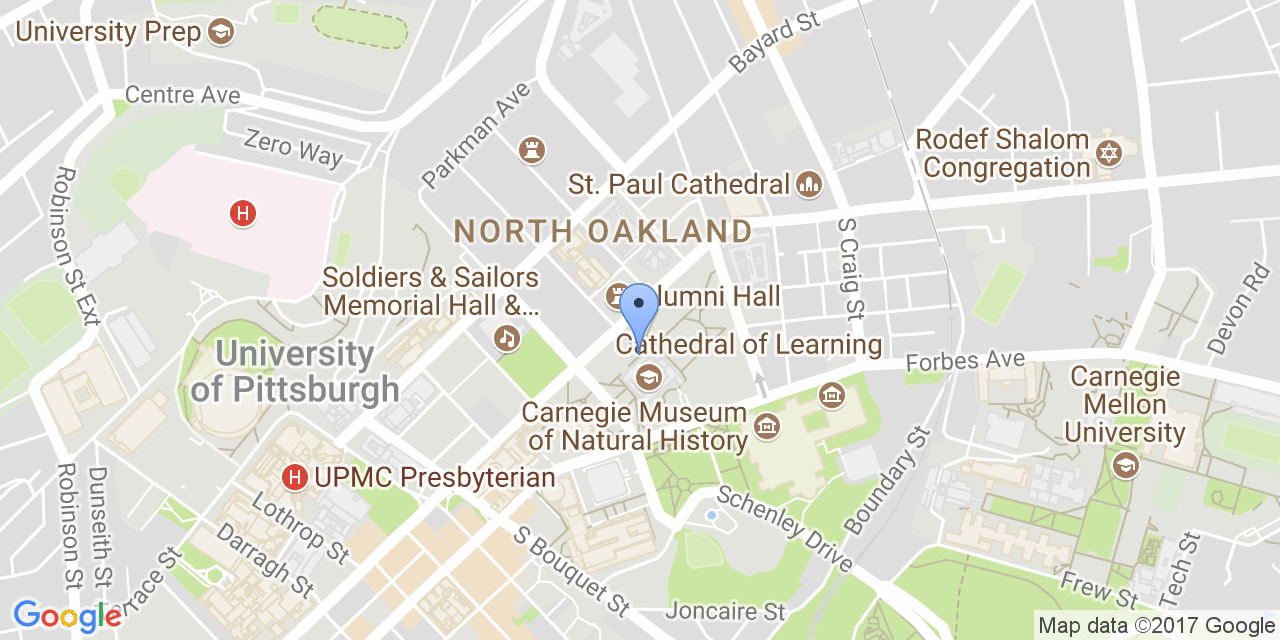 University Prep
Bayard St
Centre Ave
Parkman Ave
Zero Way
Rodef Shalom
Congregation
St. Paul Cathedral
H
Robinson St Ext
NORTH OAKLAND
S Craig St
Soldiers & Sailors
Memorial Hall &...
Alumni Hall
Devon Rd
Cathedral of Learning
University
of Pittsburgh
Forbes Ave
Carnegie
Mellon
University
Carnegie Museum
of Natural History
H
UPMC Presbyterian
Boundary St
Robinson St
Dunseith St
Lothrop St
Darragh St
Schenley Drive
S Bouquet St
Terrace St
Tech St
Frew St
Joncaire St
Google
Map data ©2017 Google